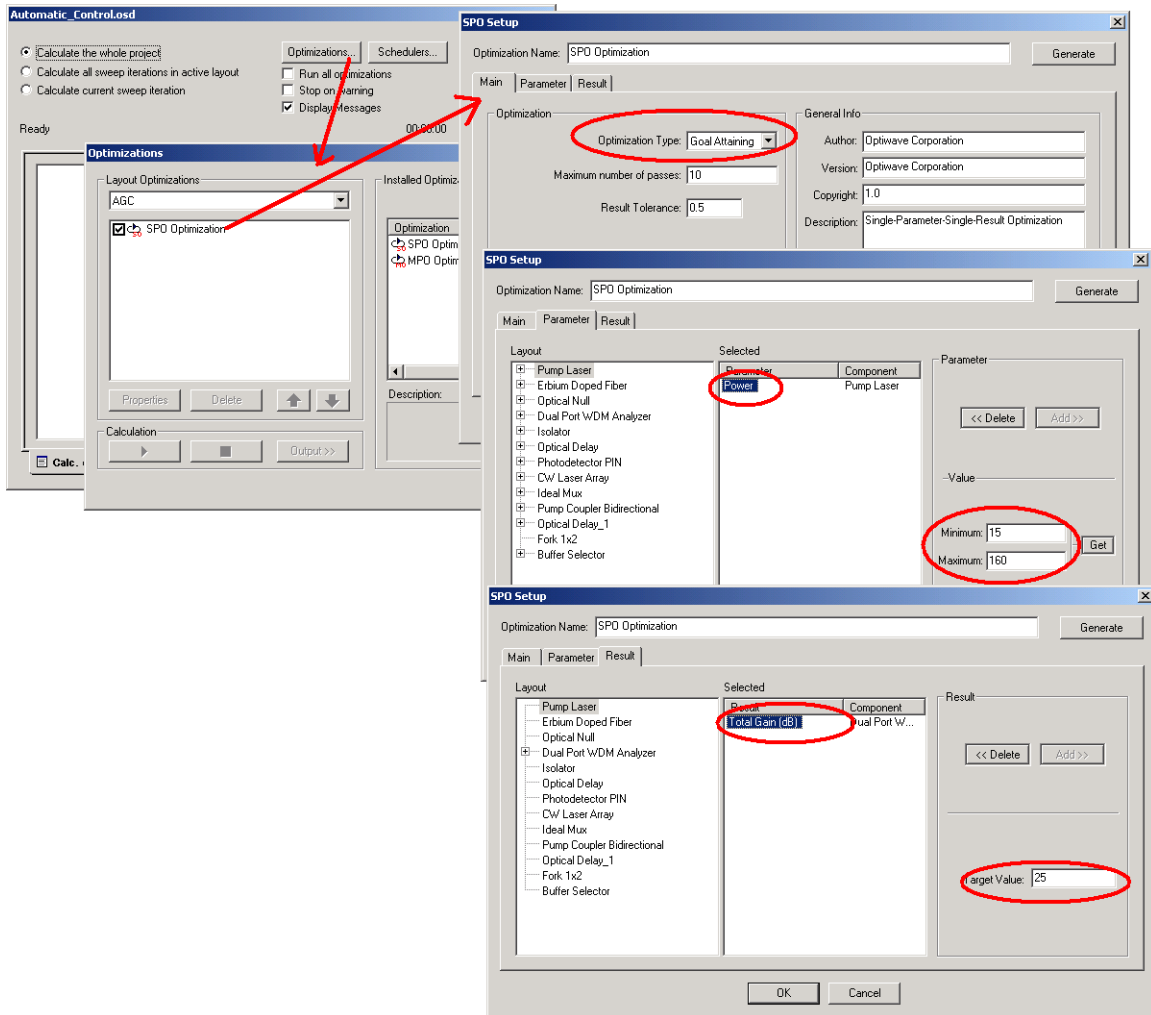 Automatic_Control.osd
Calculate the whole project
Calculate all sweep iterations in active layout
Calculate current sweep iteration
Optimizations...
Schedulers...
Run all optimizations
Stop on warning
Display Messages
Ready
00:00:00
Calc.
Optimizations
Layout Optimizations
AGC
SPO Optimization
Properties
Delete
Calculation
Output >>
Installed Optimiz
Optimization
SPO Optim
MPO Optim
Description:
SPO Setup
Optimization Name: SPO Optimization
Generate
Main Parameter Result
Optimization
Optimization Type: Goal Attaining
Maximum number of passes: 10
Result Tolerance: 0.5
General Info
Author: Optiwave Corporation
Version: Optiwave Corporation
Copyright: 1.0
Description: Single-Parameter-Single-Result Optimization
SPO Setup
Optimization Name: SPO Optimization
Generate
Main Parameter Result
Layout
Pump Laser
Erbium Doped Fiber
Optical Null
Dual Port WDM Analyzer
Isolator
Optical Delay
Photodetector PIN
CW Laser Array
Ideal Mux
Pump Coupler Bidirectional
Optical Delay_1
Fork 1x2
Buffer Selector
Selected
Parameter Component
Power Pump Laser
Parameter
<< Delete Add >>
Value
Minimum: 15
Get
Maximum: 160
SPO Setup
Optimization Name: SPO Optimization
Generate
Main Parameter Result
Layout
Pump Laser
Erbium Doped Fiber
Optical Null
Dual Port WDM Analyzer
Isolator
Optical Delay
Photodetector PIN
CW Laser Array
Ideal Mux
Pump Coupler Bidirectional
Optical Delay_1
Fork 1x2
Buffer Selector
Selected
Result Component
Total Gain (dB) Dual Port W...
Result
<< Delete Add >>
Target Value: 25
OK Cancel